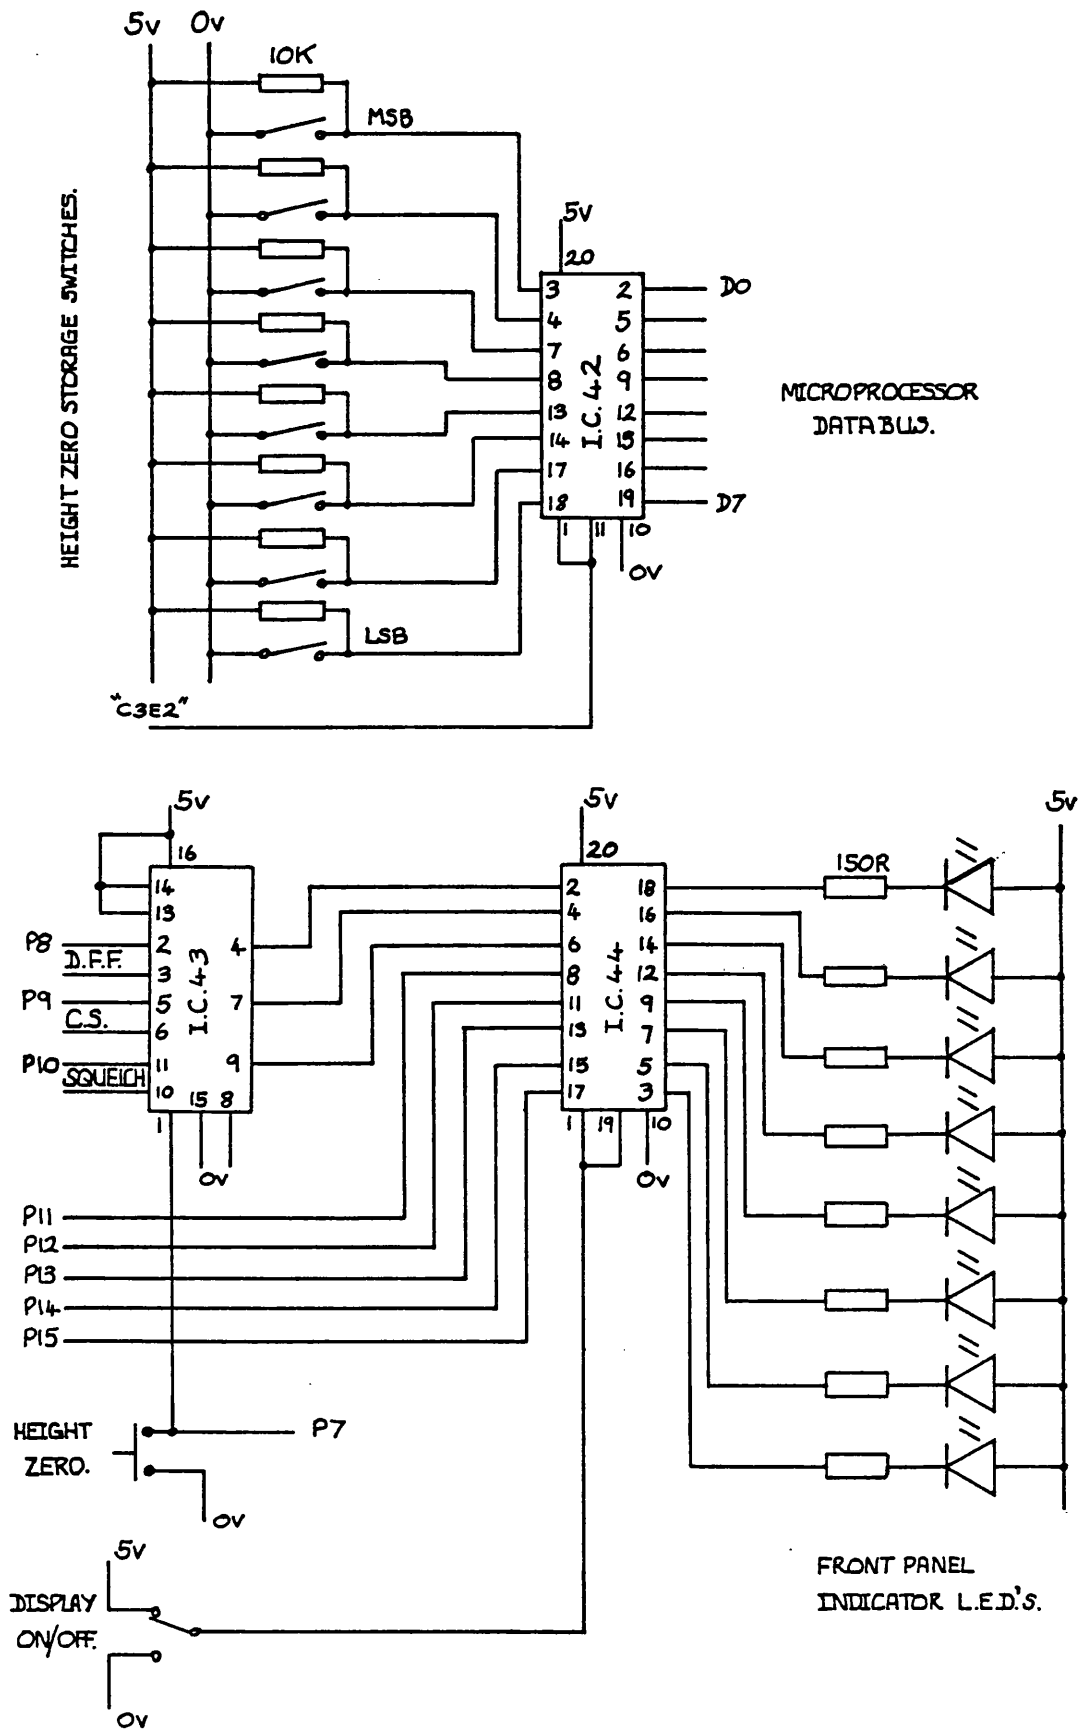 5v 0v
10K
MSB
HEIGHT ZERO STORAGE SWITCHES.
5v
20
3 2 D0
4 5
7 6
8 9
13 12
14 15
17 16
18 19 D7
I.C.42
1 11 10
0v
MICROPROCESSOR
DATABUS.
LSB
"C3E2"
5v
16
14
13
P8 2 4
D.F.F. 3
P9 5 7
C.S. 6
P10 11 9
SQUELCH 10
15 8
I.C.43
1
0v
5v
20
2 18
4 16
6 14
8 12
11 9
13 7
15 5
17 3
I.C.44
1 19 10
0v
150R
5v
P11
P12
P13
P14
P15
HEIGHT
ZERO.
P7
0v
5v
DISPLAY
ON/OFF.
0v
FRONT PANEL
INDICATOR L.E.D.'S.